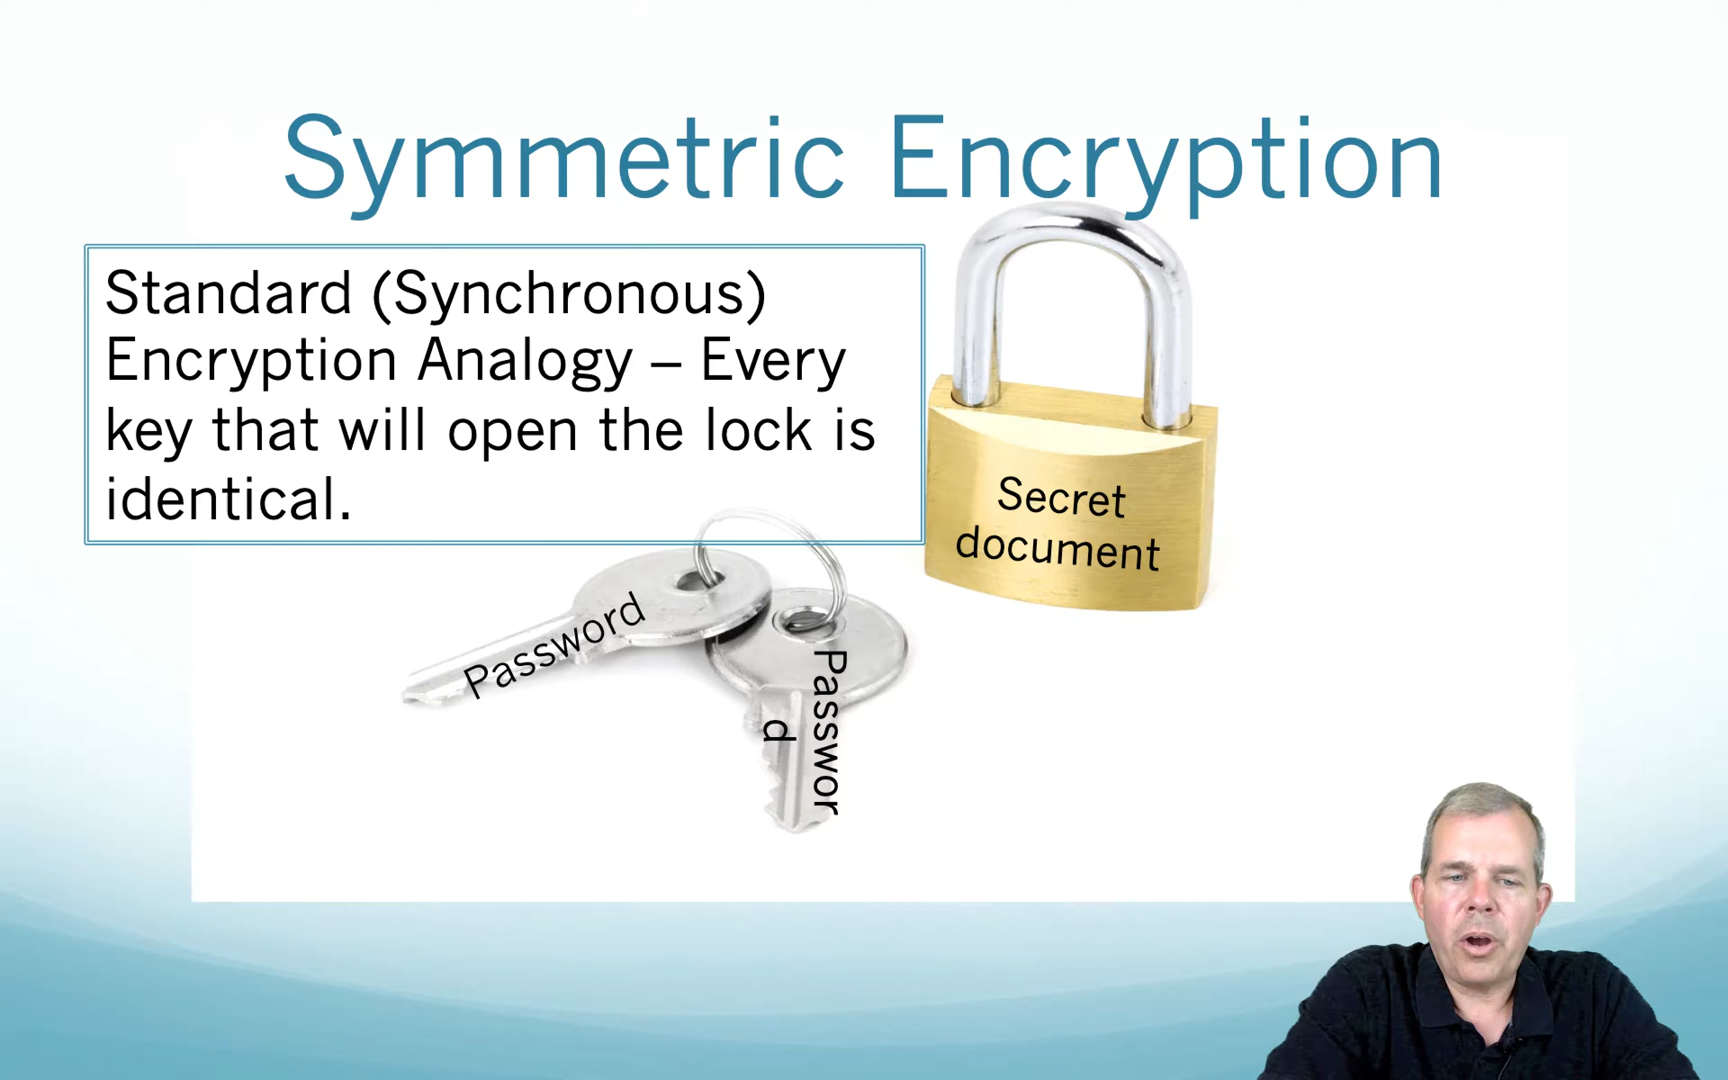 Symmetric Encryption
Standard (Synchronous)
Encryption Analogy – Every
key that will open the lock is
identical.
Secret
document
Password
Passwor
d